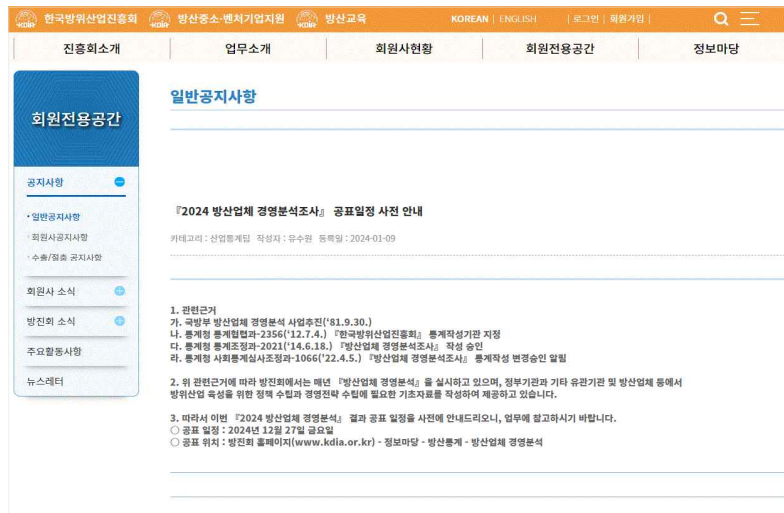 한국방위산업진흥회 방산중소·벤처기업지원 방산교육 KOREAN | ENGLISH | 로그인 | 회원가입 |
진흥회소개 업무소개 회원사현황 회원전용공간 정보마당
회원전용공간
공지사항
· 일반공지사항
· 회원사공지사항
· 수출/절충 공지사항
회원사 소식
방진회 소식
주요활동사항
뉴스레터
일반공지사항
『2024 방산업체 경영분석조사』 공표일정 사전 안내
카테고리 : 산업통계팀 작성자 : 유수원 등록일 : 2024-01-09
1. 관련근거
가. 국방부 방산업체 경영분석 사업추진('81.9.30.)
나. 통계청 통계협력과-2356('12.7.4.) 『한국방위산업진흥회』 통계작성기관 지정
다. 통계청 통계조정과-2021('14.6.18.) 『방산업체 경영분석조사』 작성 승인
라. 통계청 사회통계심사조정과-1066('22.4.5.) 『방산업체 경영분석조사』 통계작성 변경승인 알림
2. 위 관련근거에 따라 방진회에서는 매년 『방산업체 경영분석』을 실시하고 있으며, 정부기관과 기타 유관기관 및 방산업체 등에서
방위산업 육성을 위한 정책 수립과 경영전략 수립에 필요한 기초자료를 작성하여 제공하고 있습니다.
3. 따라서 이번 『2024 방산업체 경영분석』 결과 공표 일정을 사전에 안내드리오니, 업무에 참고하시기 바랍니다.
○ 공표 일정 : 2024년 12월 27일 금요일
○ 공표 위치 : 방진회 홈페이지(www.kdia.or.kr) - 정보마당 - 방산통계 - 방산업체 경영분석